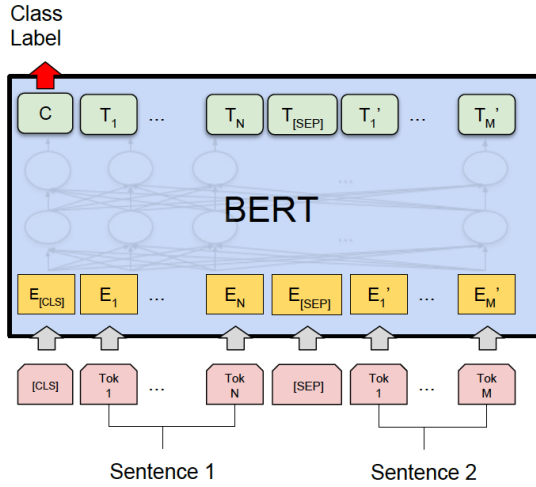 Class
Label
C T1 ... TN T[SEP] T1' ... TM'
...
BERT
...
E[CLS] E1 ... EN E[SEP] E1' ... EM'
[CLS] Tok 1 ... Tok N [SEP] Tok 1 ... Tok M
Sentence 1 Sentence 2